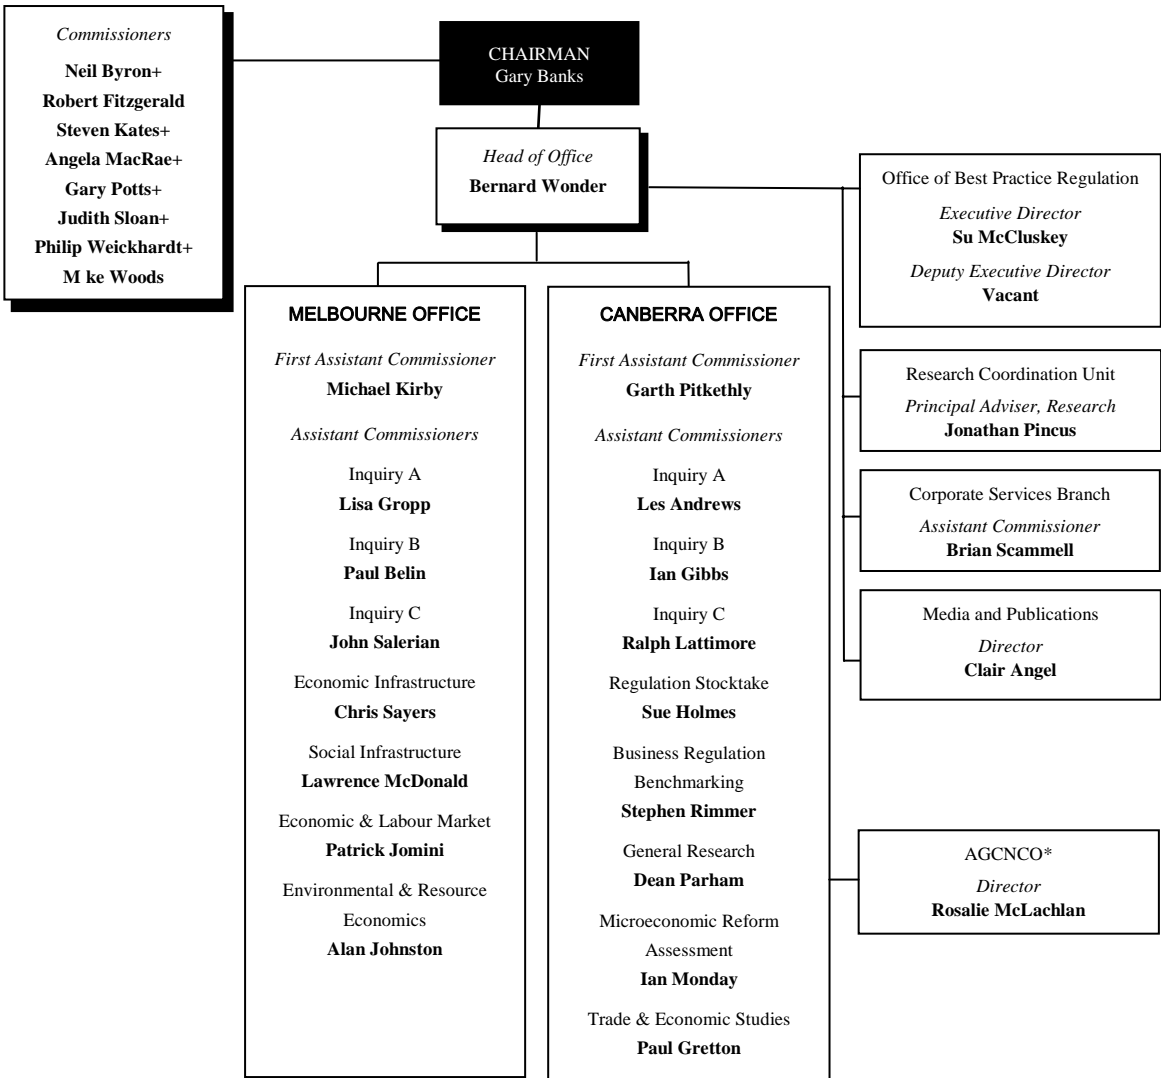 Commissioners
Neil Byron+
Robert Fitzgerald
Steven Kates+
Angela MacRae+
Gary Potts+
Judith Sloan+
Philip Weickhardt+
M ke Woods
CHAIRMAN
Gary Banks
Head of Office
Bernard Wonder
MELBOURNE OFFICE
First Assistant Commissioner
Michael Kirby
Assistant Commissioners
Inquiry A
Lisa Gropp
Inquiry B
Paul Belin
Inquiry C
John Salerian
Economic Infrastructure
Chris Sayers
Social Infrastructure
Lawrence McDonald
Economic & Labour Market
Patrick Jomini
Environmental & Resource
Economics
Alan Johnston
CANBERRA OFFICE
First Assistant Commissioner
Garth Pitkethly
Assistant Commissioners
Inquiry A
Les Andrews
Inquiry B
Ian Gibbs
Inquiry C
Ralph Lattimore
Regulation Stocktake
Sue Holmes
Business Regulation
Benchmarking
Stephen Rimmer
General Research
Dean Parham
Microeconomic Reform
Assessment
Ian Monday
Trade & Economic Studies
Paul Gretton
Office of Best Practice Regulation
Executive Director
Su McCluskey
Deputy Executive Director
Vacant
Research Coordination Unit
Principal Adviser, Research
Jonathan Pincus
Corporate Services Branch
Assistant Commissioner
Brian Scammell
Media and Publications
Director
Clair Angel
AGCNCO*
Director
Rosalie McLachlan